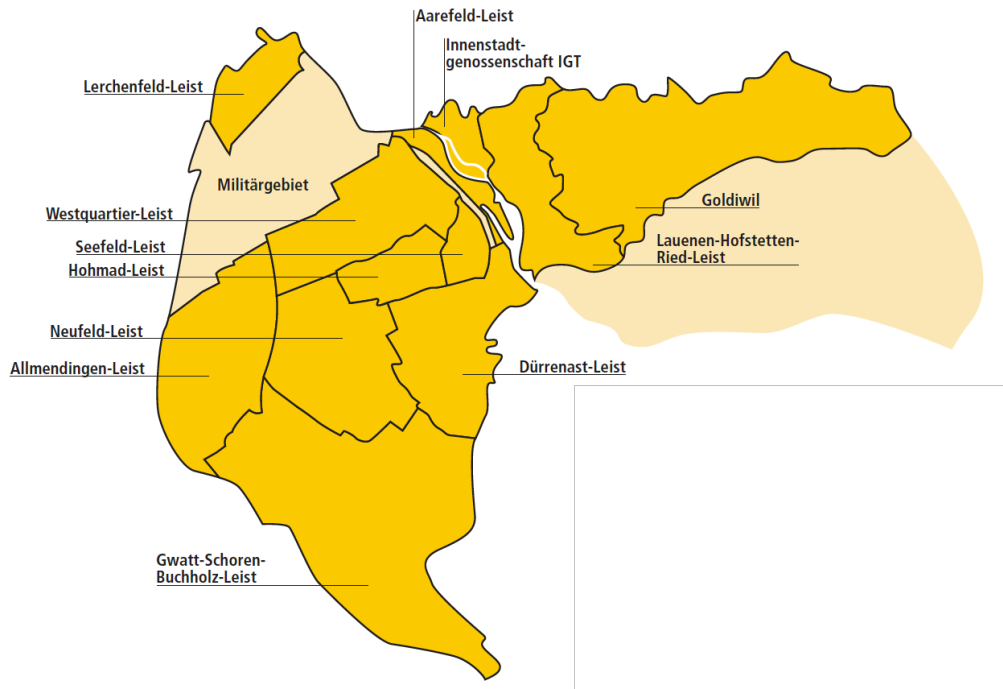 Aarefeld-Leist
Innenstadt-
genossenschaft IGT
Lerchenfeld-Leist
Militärgebiet
Goldiwil
Westquartier-Leist
Lauenen-Hofstetten-
Ried-Leist
Seefeld-Leist
Hohmad-Leist
Neufeld-Leist
Allmendingen-Leist
Dürrenast-Leist
Gwatt-Schoren-
Buchholz-Leist